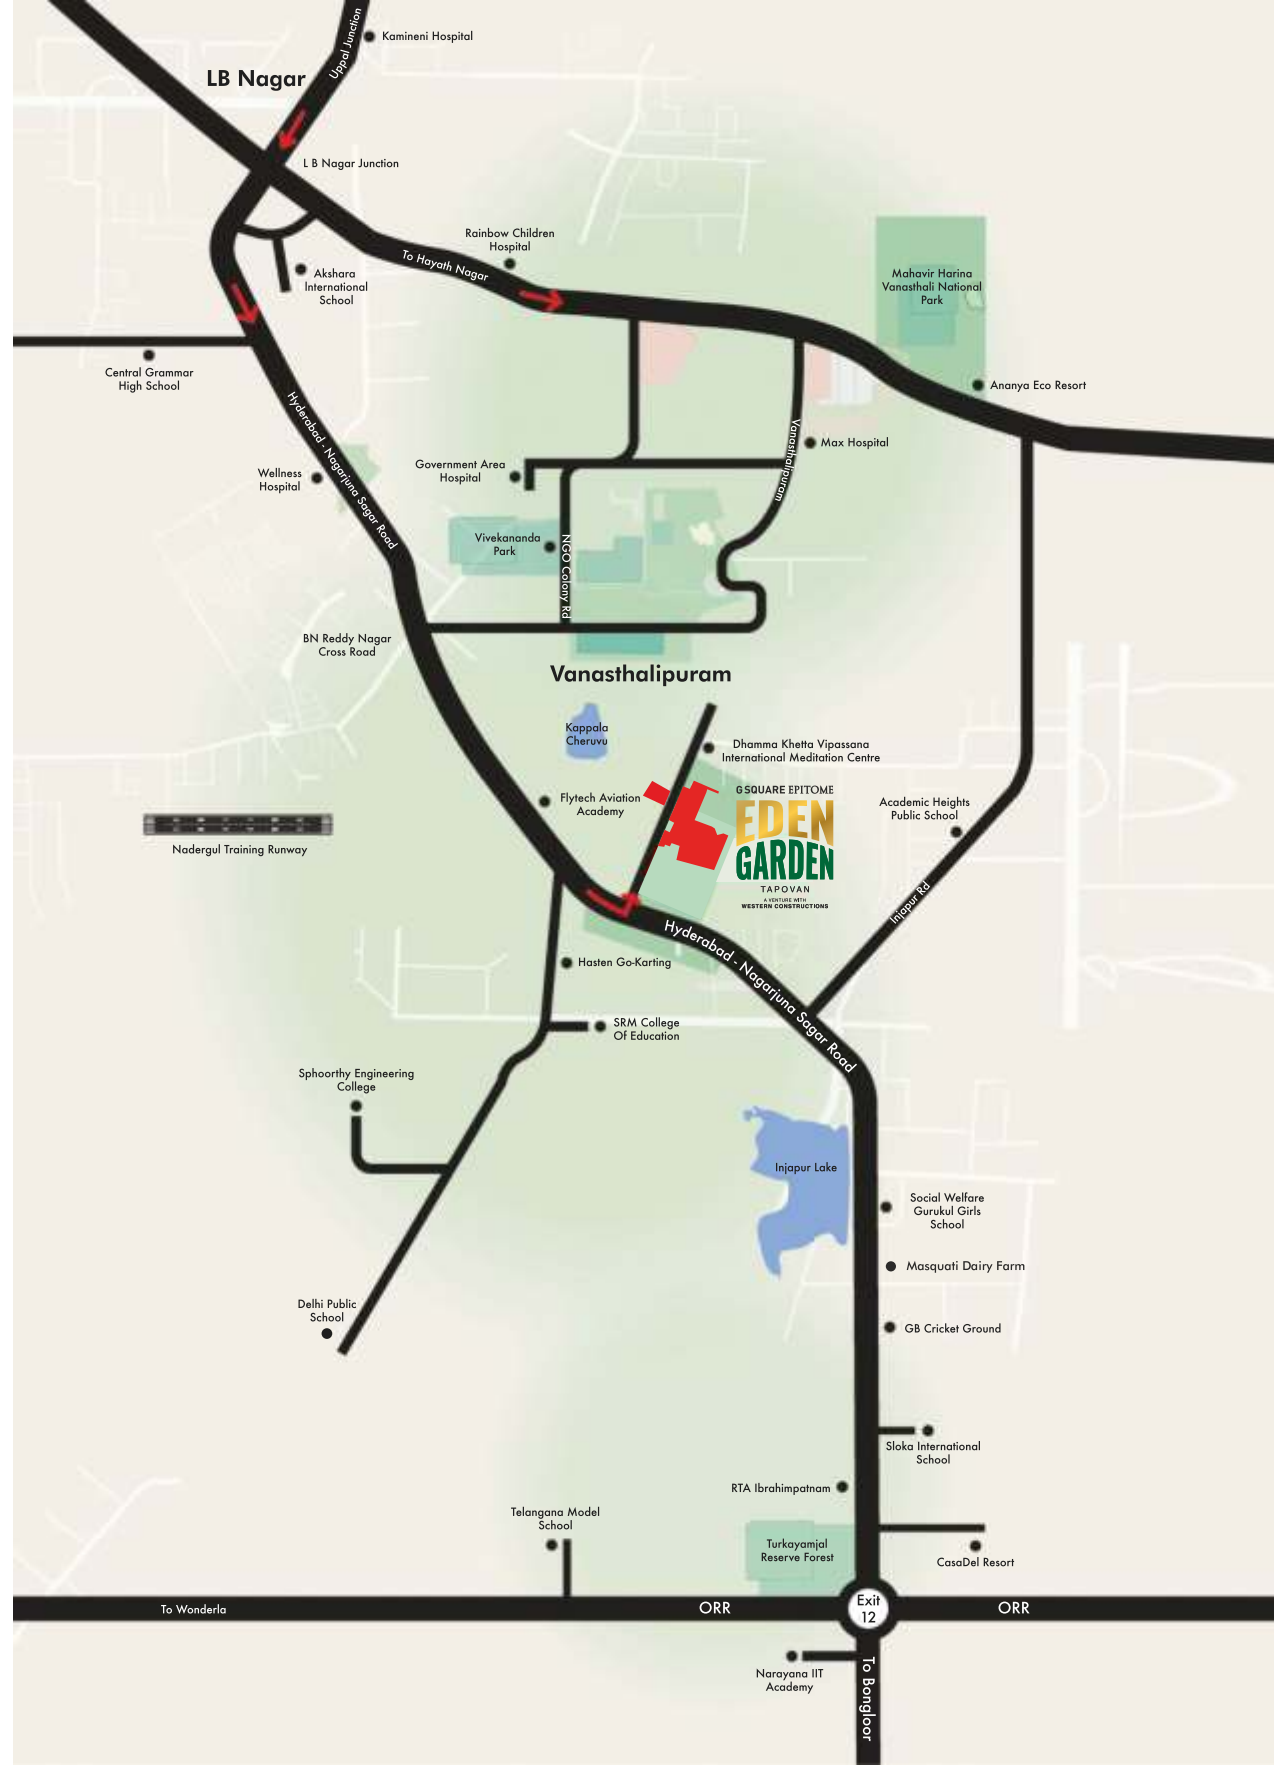 Uppal Junction
Kamineni Hospital
LB Nagar
L B Nagar Junction
Rainbow Children
Hospital
To Hayath Nagar
Akshara
International
School
Mahavir Harina
Vanasthali National
Park
Central Grammar
High School
Ananya Eco Resort
Hyderabad - Nagarjuna Sagar Road
Vanasthalipuram
Max Hospital
Government Area
Hospital
Wellness
Hospital
Vivekananda
Park
NGO Colony Rd
BN Reddy Nagar
Cross Road
Vanasthalipuram
Kappala
Cheruvu
Dhamma Khetta Vipassana
International Meditation Centre
G SQUARE EPITOME
EDEN
GARDEN
TAPOVAN
A VENTURE WITH
WESTERN CONSTRUCTIONS
Flytech Aviation
Academy
Academic Heights
Public School
Nadergul Training Runway
Injapur Rd
Hyderabad - Nagarjuna Sagar Road
Hasten Go-Karting
SRM College
Of Education
Sphoorthy Engineering
College
Injapur Lake
Social Welfare
Gurukul Girls
School
Masquati Dairy Farm
Delhi Public
School
GB Cricket Ground
Sloka International
School
RTA Ibrahimpatnam
Telangana Model
School
Turkayamjal
Reserve Forest
CasaDel Resort
To Wonderla
ORR
Exit
12
ORR
Narayana IIT
Academy
To Bongloor